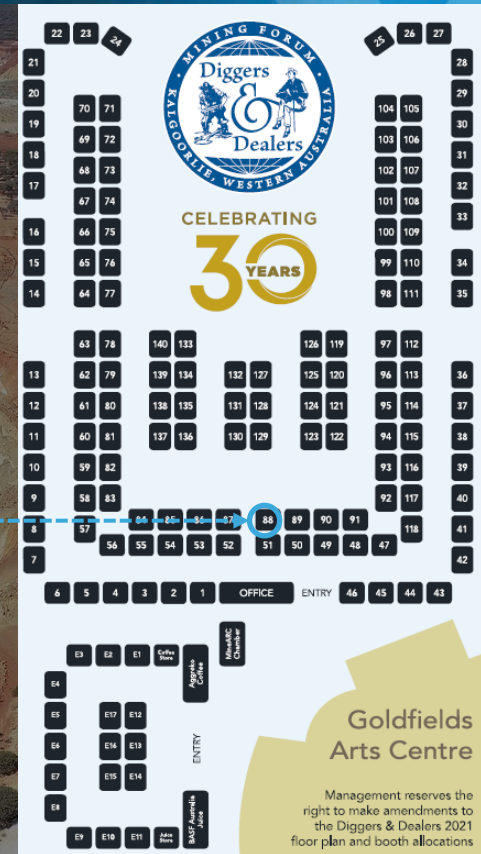 22 23 24 25 26 27
MINING FORUM
Diggers
&
Dealers
KALGOORLIE, WESTERN AUSTRALIA
CELEBRATING
30 YEARS
21 28
20 29
70 71 104 105
19 30
69 72 103 106
18 31
68 73 102 107
17 32
67 74 101 108
33
16 66 75 100 109
15 65 76 99 110 34
14 64 77 98 111 35
63 78 140 133 126 119 97 112
13 62 79 139 134 132 127 125 120 96 113 36
12 61 80 138 135 131 128 124 121 95 114 37
11 60 81 137 136 130 129 123 122 94 115 38
10 59 82 93 116 39
9 58 83 92 117 40
84 85 86 87 88 89 90 91
8 57 118 41
56 55 54 53 52 51 50 49 48 47
7 42
6 5 4 3 2 1 OFFICE ENTRY 46 45 44 43
E3 E2 E1 Coffee Store Aggreko Coffee MineARC Chamber
E4
E5 E17 E12
E6 E16 E13
ENTRY
E7 E15 E14
E8
E9 E10 E11 Juice Store BASF Australia Juice
Goldfields
Arts Centre
Management reserves the
right to make amendments to
the Diggers & Dealers 2021
floor plan and booth allocations